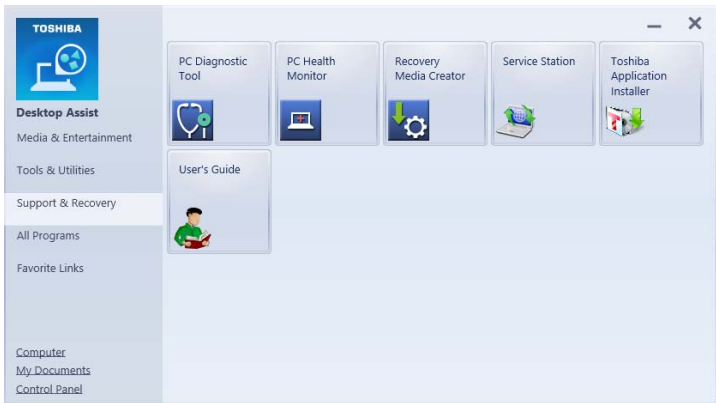 TOSHIBA
Desktop Assist
Media & Entertainment
Tools & Utilities
Support & Recovery
All Programs
Favorite Links
Computer
My Documents
Control Panel
PC Diagnostic
Tool
PC Health
Monitor
Recovery
Media Creator
Service Station
Toshiba
Application
Installer
User's Guide